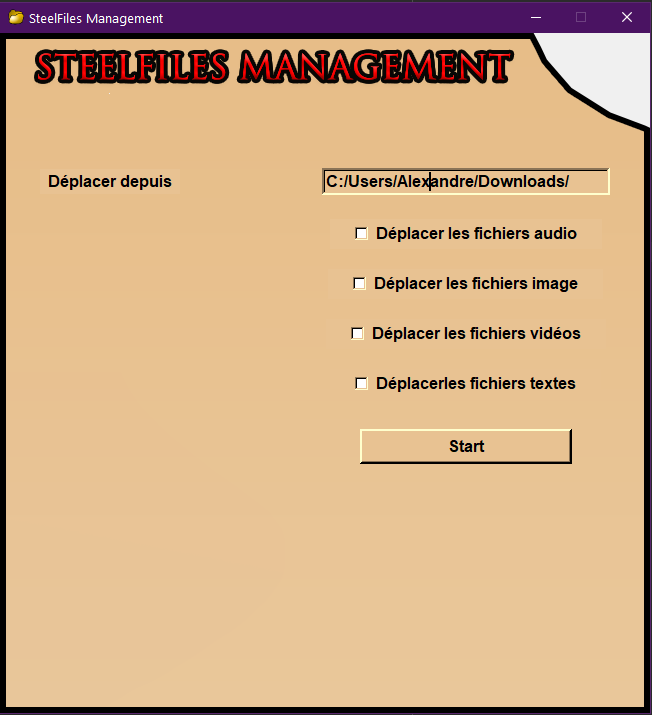 SteelFiles Management
STEELFILES MANAGEMENT
Déplacer depuis
C:/Users/Alexandre/Downloads/
Déplacer les fichiers audio
Déplacer les fichiers image
Déplacer les fichiers vidéos
Déplacerles fichiers textes
Start